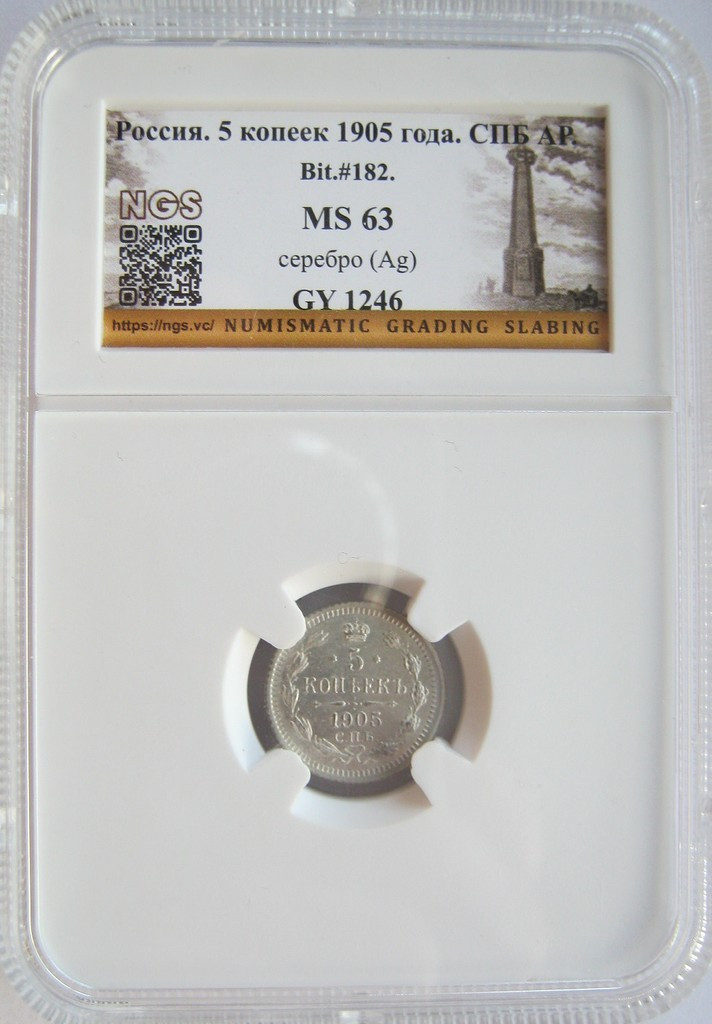 Россия. 5 копеек 1905 года. СПБ АР.
Bit.#182.
NGS
MS 63
серебро (Ag)
GY 1246
https://ngs.vc/ NUMISMATIC GRADING SLABING
5
КОПѢЕКЪ
1905
С.П.Б.